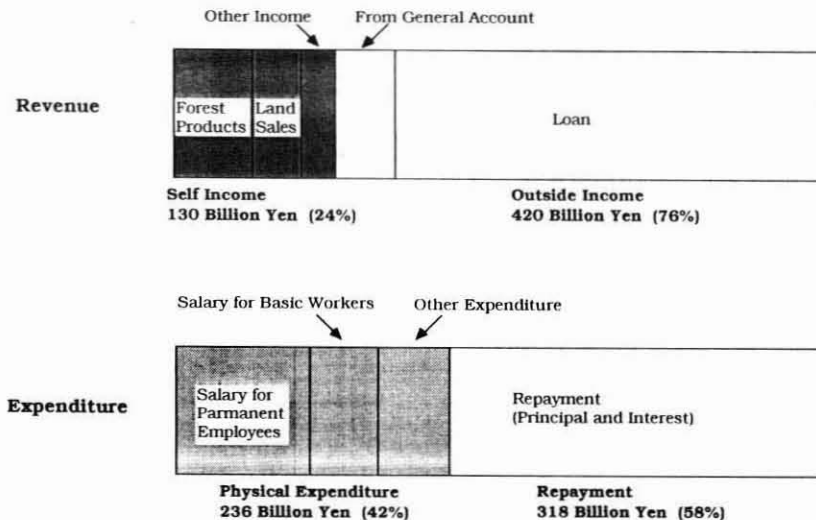 Other Income
From General Account
Revenue
Forest
Products
Land
Sales
Loan
Self Income
130 Billion Yen (24%)
Outside Income
420 Billion Yen (76%)
Salary for Basic Workers
Other Expenditure
Expenditure
Salary for
Parmanent
Employees
Repayment
(Principal and Interest)
Physical Expenditure
236 Billion Yen (42%)
Repayment
318 Billion Yen (58%)